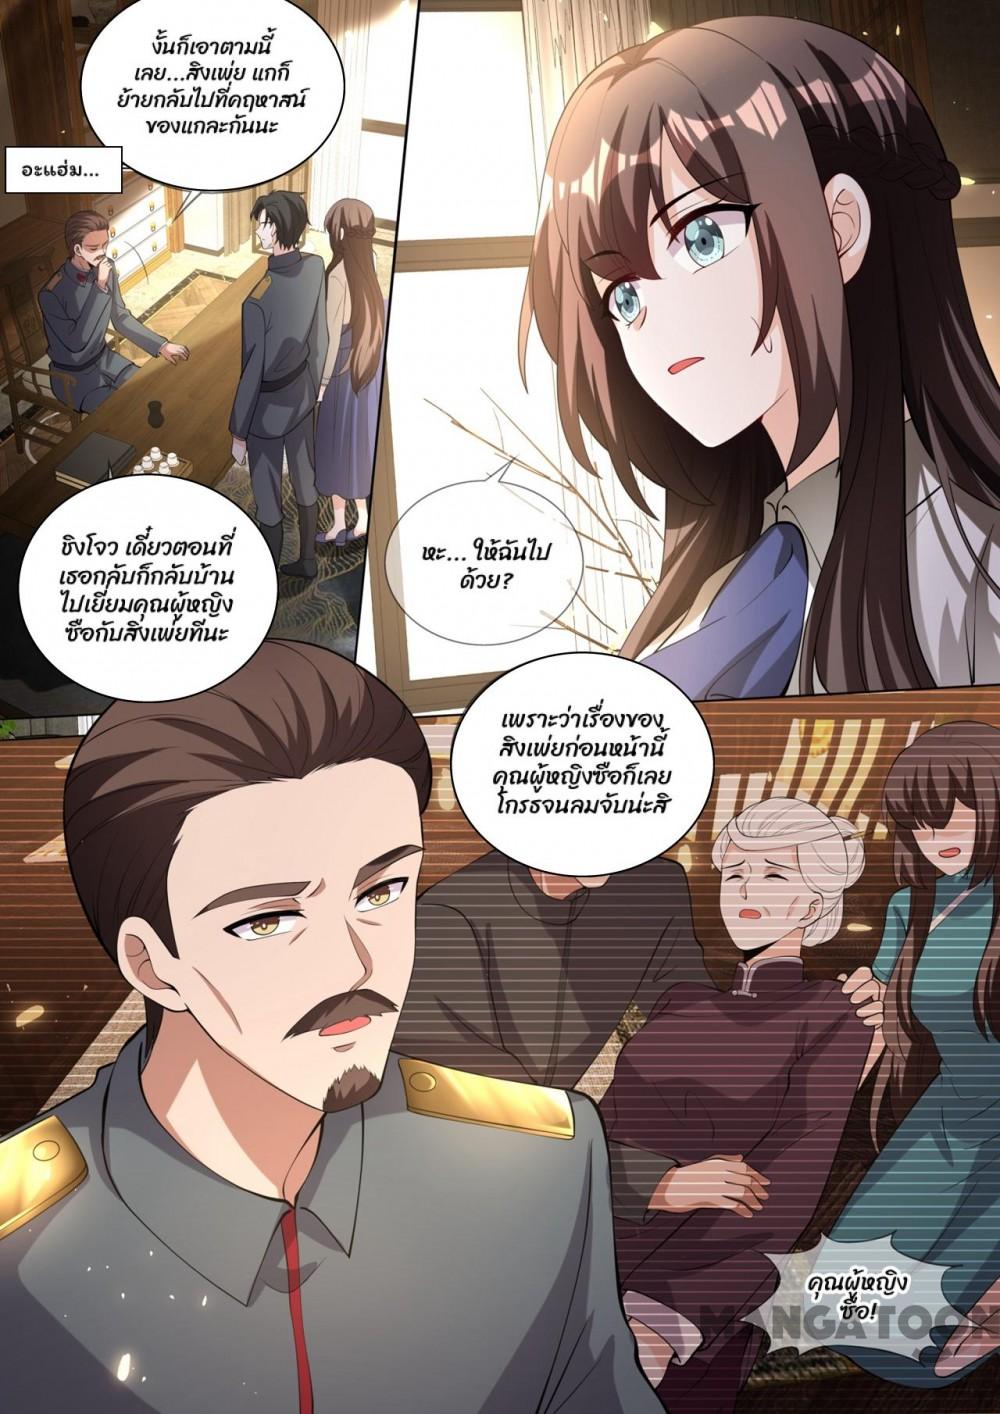 งั้นก็เอาตามนี้
เลย...สิงเพ่ย แกก็
ย้ายกลับไปที่คฤหาสน์
ของแกละกันนะ
อะแฮ่ม...
หะ... ให้ฉันไป
ด้วย?
ชิงโจว เดี๋ยวตอนที่
เธอกลับก็กลับบ้าน
ไปเยี่ยมคุณผู้หญิง
ซือกับสิงเพ่ยทีนะ
เพราะว่าเรื่องของ
สิงเพ่ยก่อนหน้านี้
คุณผู้หญิงซือก็เลย
โกรธจนลมจับน่ะสิ
คุณผู้หญิง
ซือ!
MANGATOON